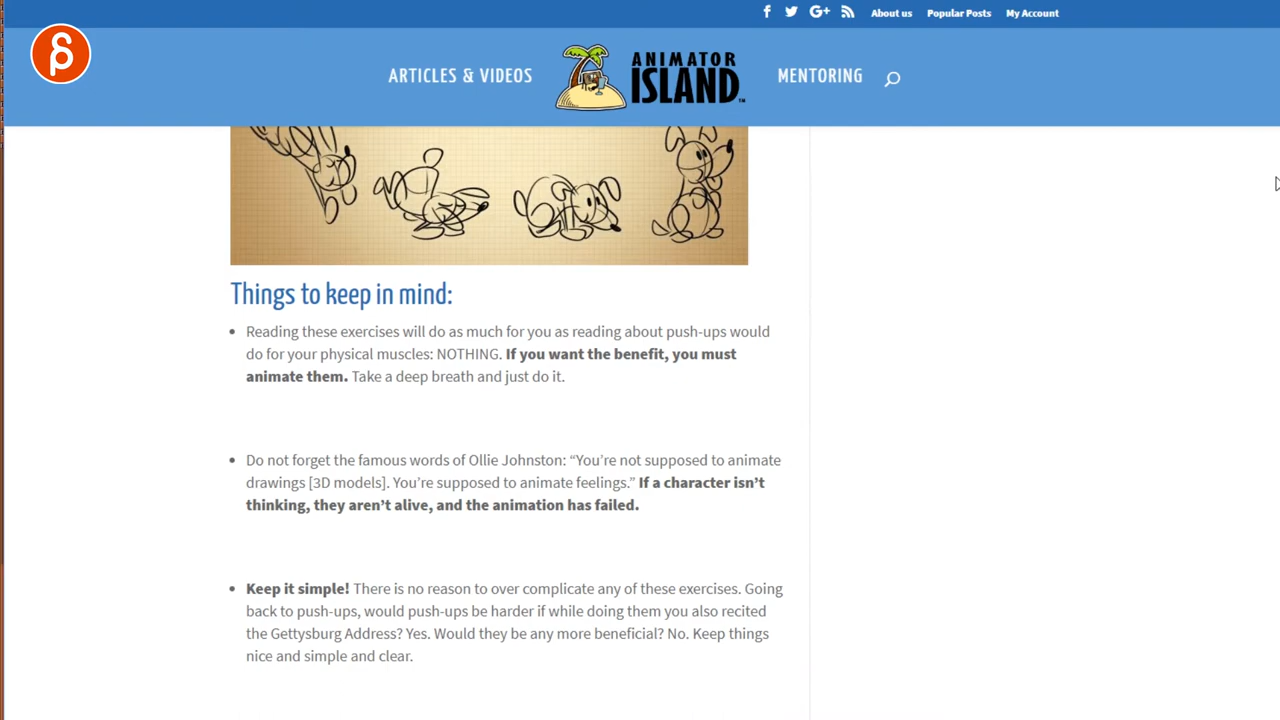 About us Popular Posts My Account
ARTICLES & VIDEOS
ANIMATOR
ISLAND™
MENTORING
Things to keep in mind:
• Reading these exercises will do as much for you as reading about push-ups would
do for your physical muscles: NOTHING. If you want the benefit, you must
animate them. Take a deep breath and just do it.
• Do not forget the famous words of Ollie Johnston: “You’re not supposed to animate
drawings [3D models]. You’re supposed to animate feelings.” If a character isn’t
thinking, they aren’t alive, and the animation has failed.
• Keep it simple! There is no reason to over complicate any of these exercises. Going
back to push-ups, would push-ups be harder if while doing them you also recited
the Gettysburg Address? Yes. Would they be any more beneficial? No. Keep things
nice and simple and clear.